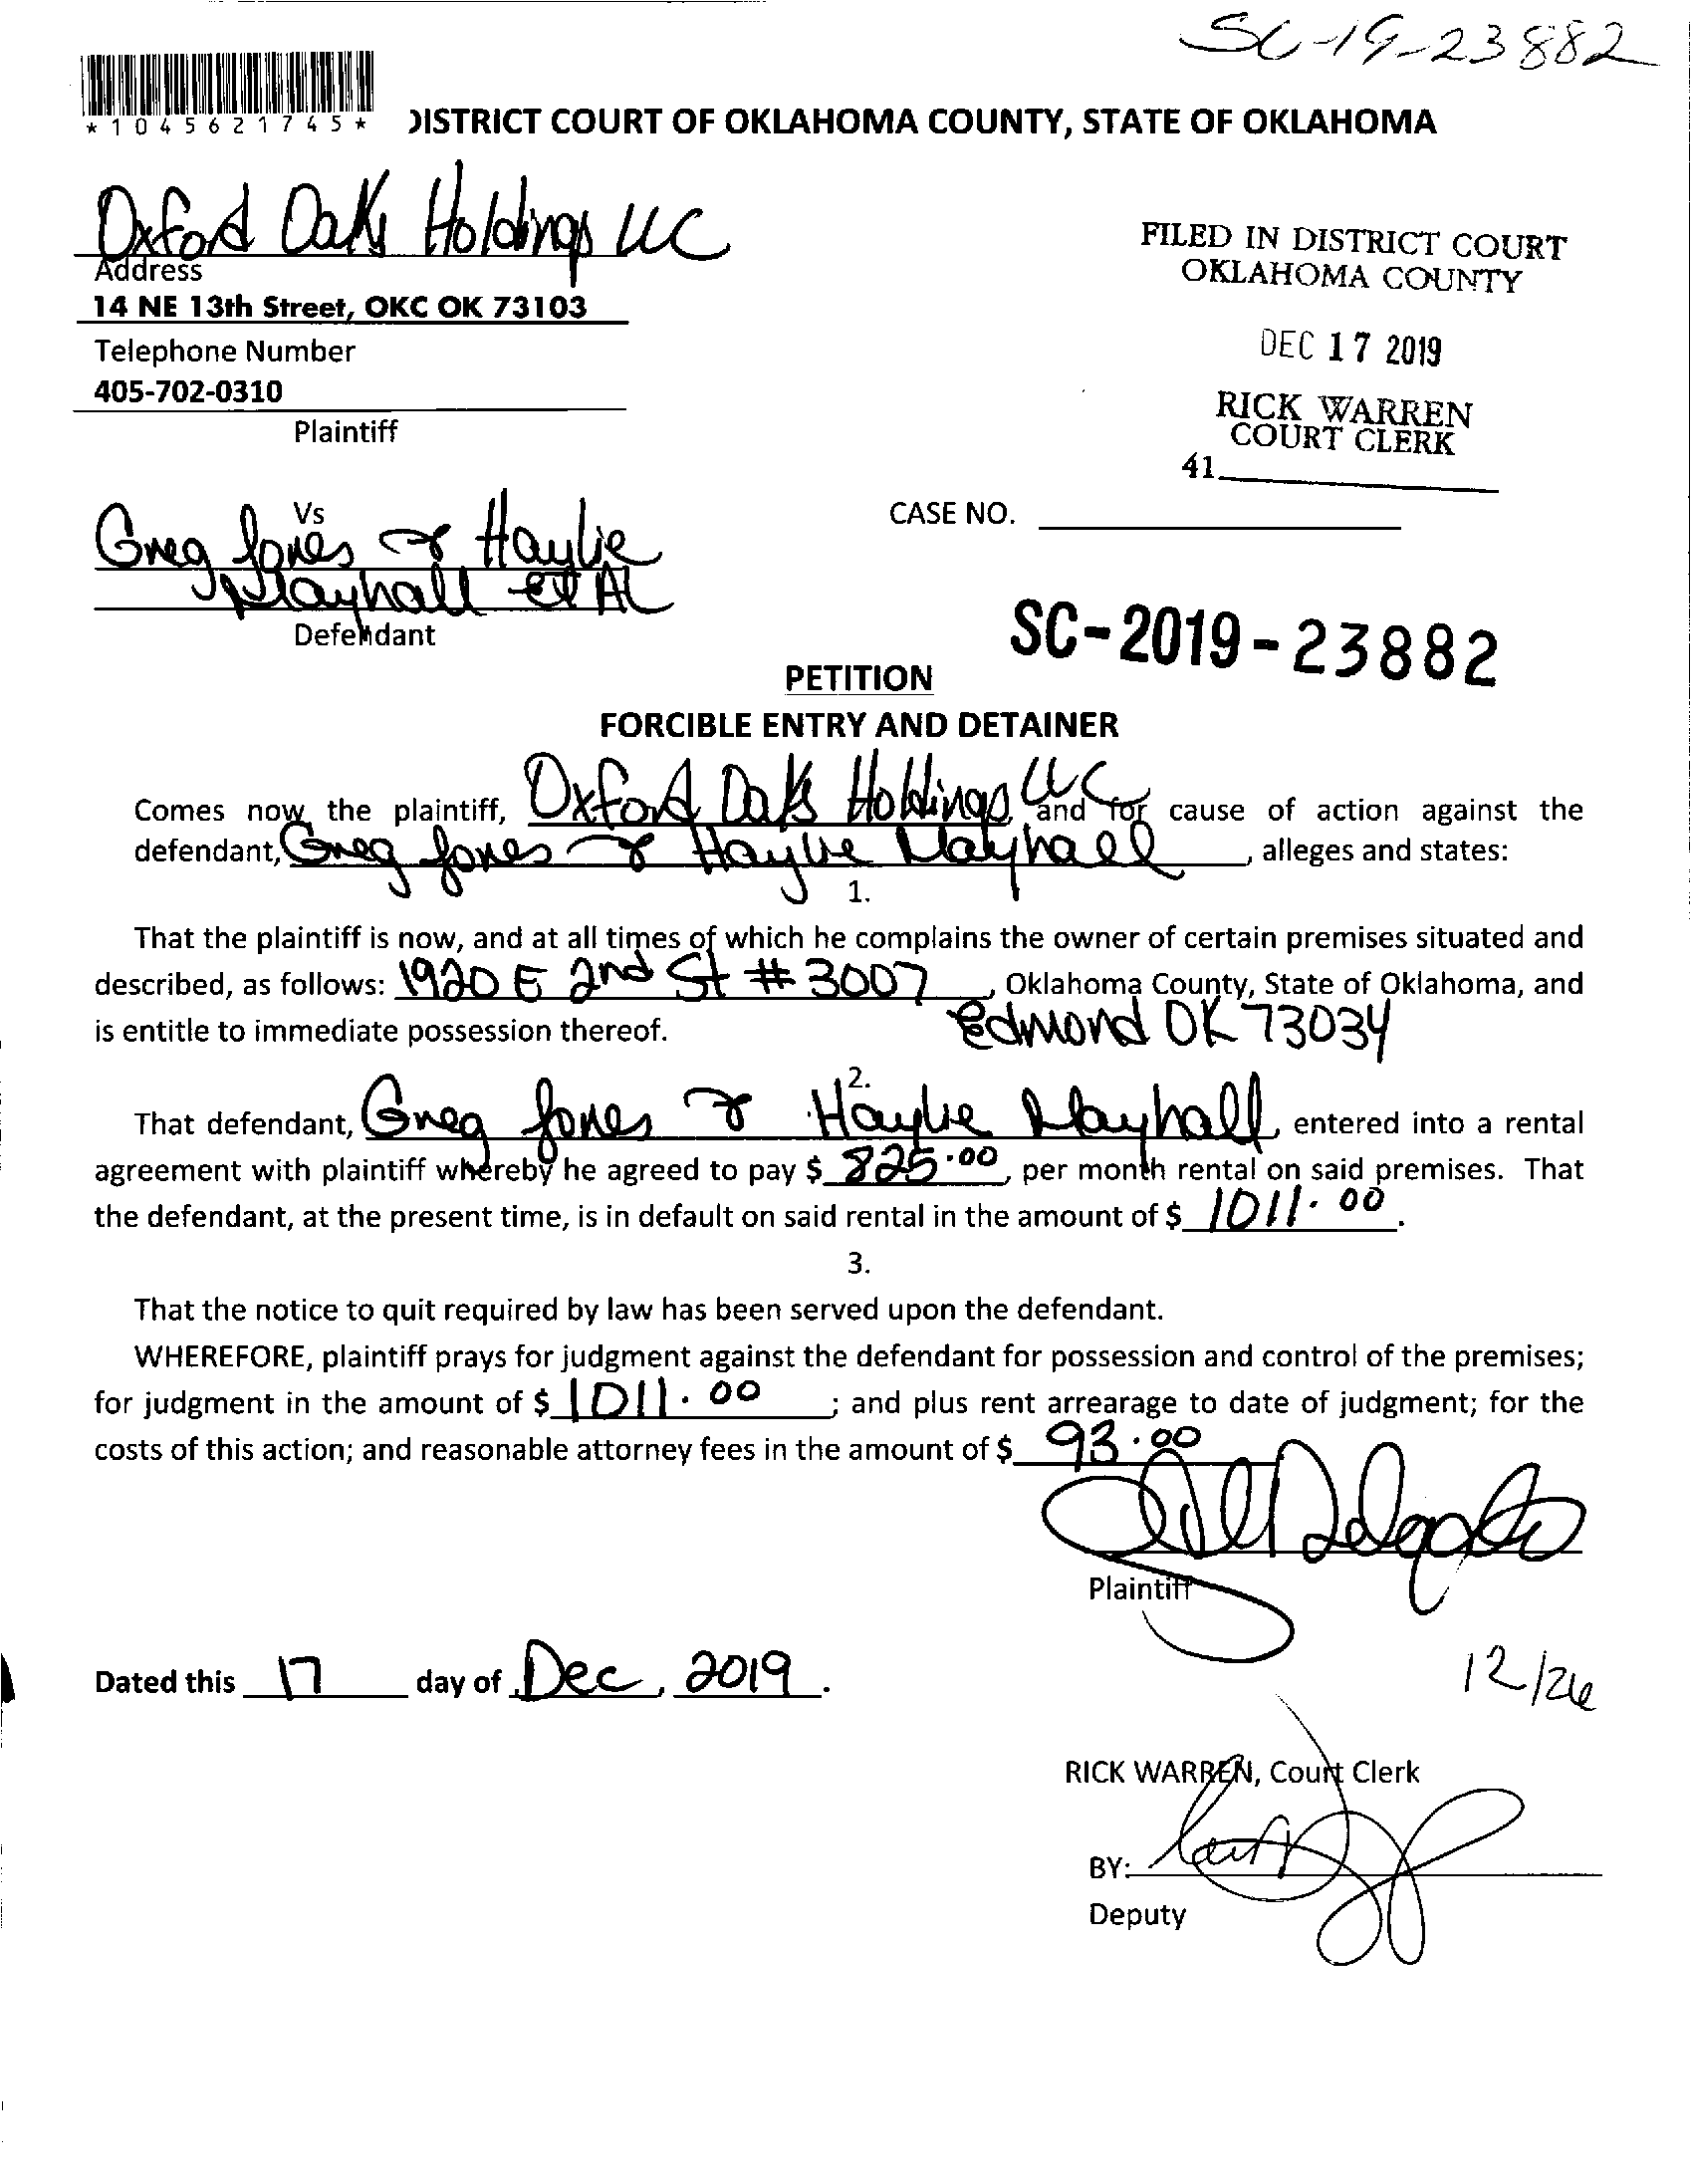 SC-19-23882
*1045621745*
DISTRICT COURT OF OKLAHOMA COUNTY, STATE OF OKLAHOMA
Oxford Oaks Holdings LLC
Address
14 NE 13th Street, OKC OK 73103
Telephone Number
405-702-0310
Plaintiff
FILED IN DISTRICT COURT
OKLAHOMA COUNTY
DEC 17 2019
RICK WARREN
COURT CLERK
41
Vs
Greg Jones & Haylie
Mayhall et Al
Defendant
CASE NO.
SC-2019-23882
PETITION
FORCIBLE ENTRY AND DETAINER
Comes now the plaintiff, Oxford Oaks Holdings LLC, and for cause of action against the
defendant, Greg Jones & Haylie Mayhall, alleges and states:
1.
That the plaintiff is now, and at all times of which he complains the owner of certain premises situated and
described, as follows: 1920 E 2nd St # 3007, Oklahoma County, State of Oklahoma, and
is entitle to immediate possession thereof. Edmond OK 73034
2.
That defendant, Greg Jones & Haylie Mayhall, entered into a rental
agreement with plaintiff whereby he agreed to pay $ 825.00, per month rental on said premises. That
the defendant, at the present time, is in default on said rental in the amount of $ 1011.00.
3.
That the notice to quit required by law has been served upon the defendant.
WHEREFORE, plaintiff prays for judgment against the defendant for possession and control of the premises;
for judgment in the amount of $ 1011.00; and plus rent arrearage to date of judgment; for the
costs of this action; and reasonable attorney fees in the amount of $ 93.00
Plaintiff
Dated this 17 day of Dec, 2019.
12/26
RICK WARREN, Court Clerk
BY:
Deputy